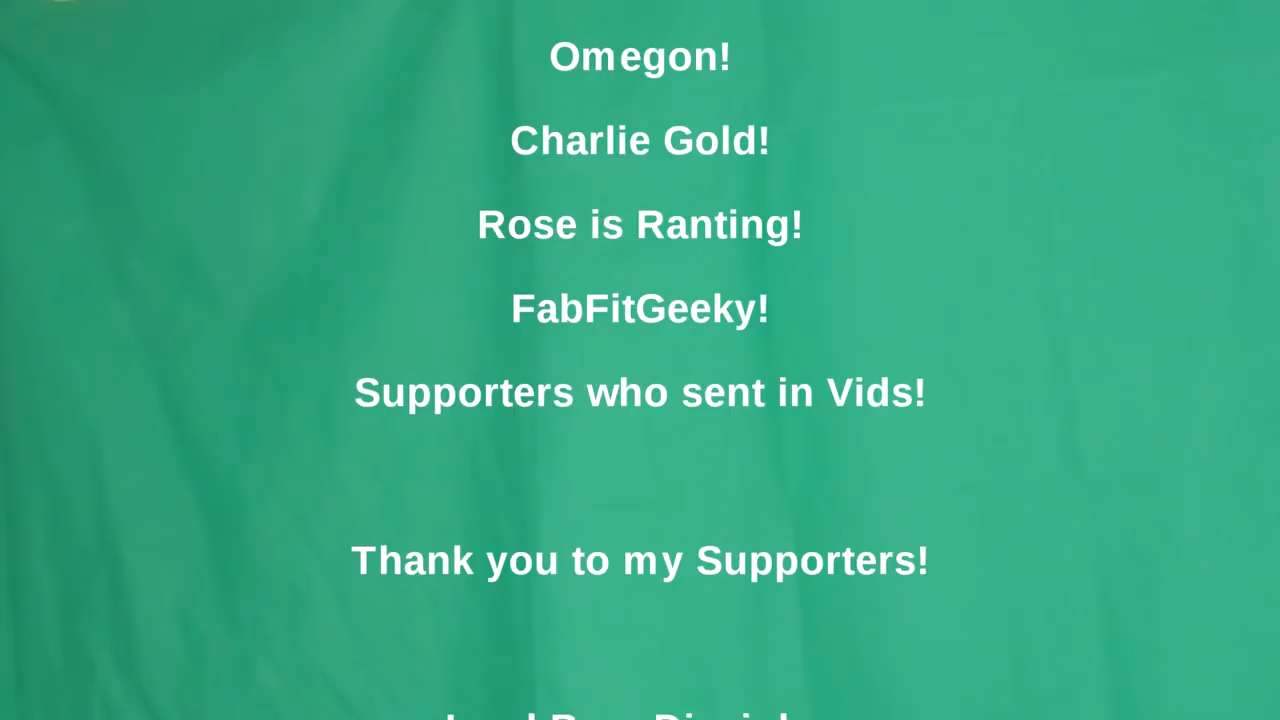 Omegon!
Charlie Gold!
Rose is Ranting!
FabFitGeeky!
Supporters who sent in Vids!
Thank you to my Supporters!